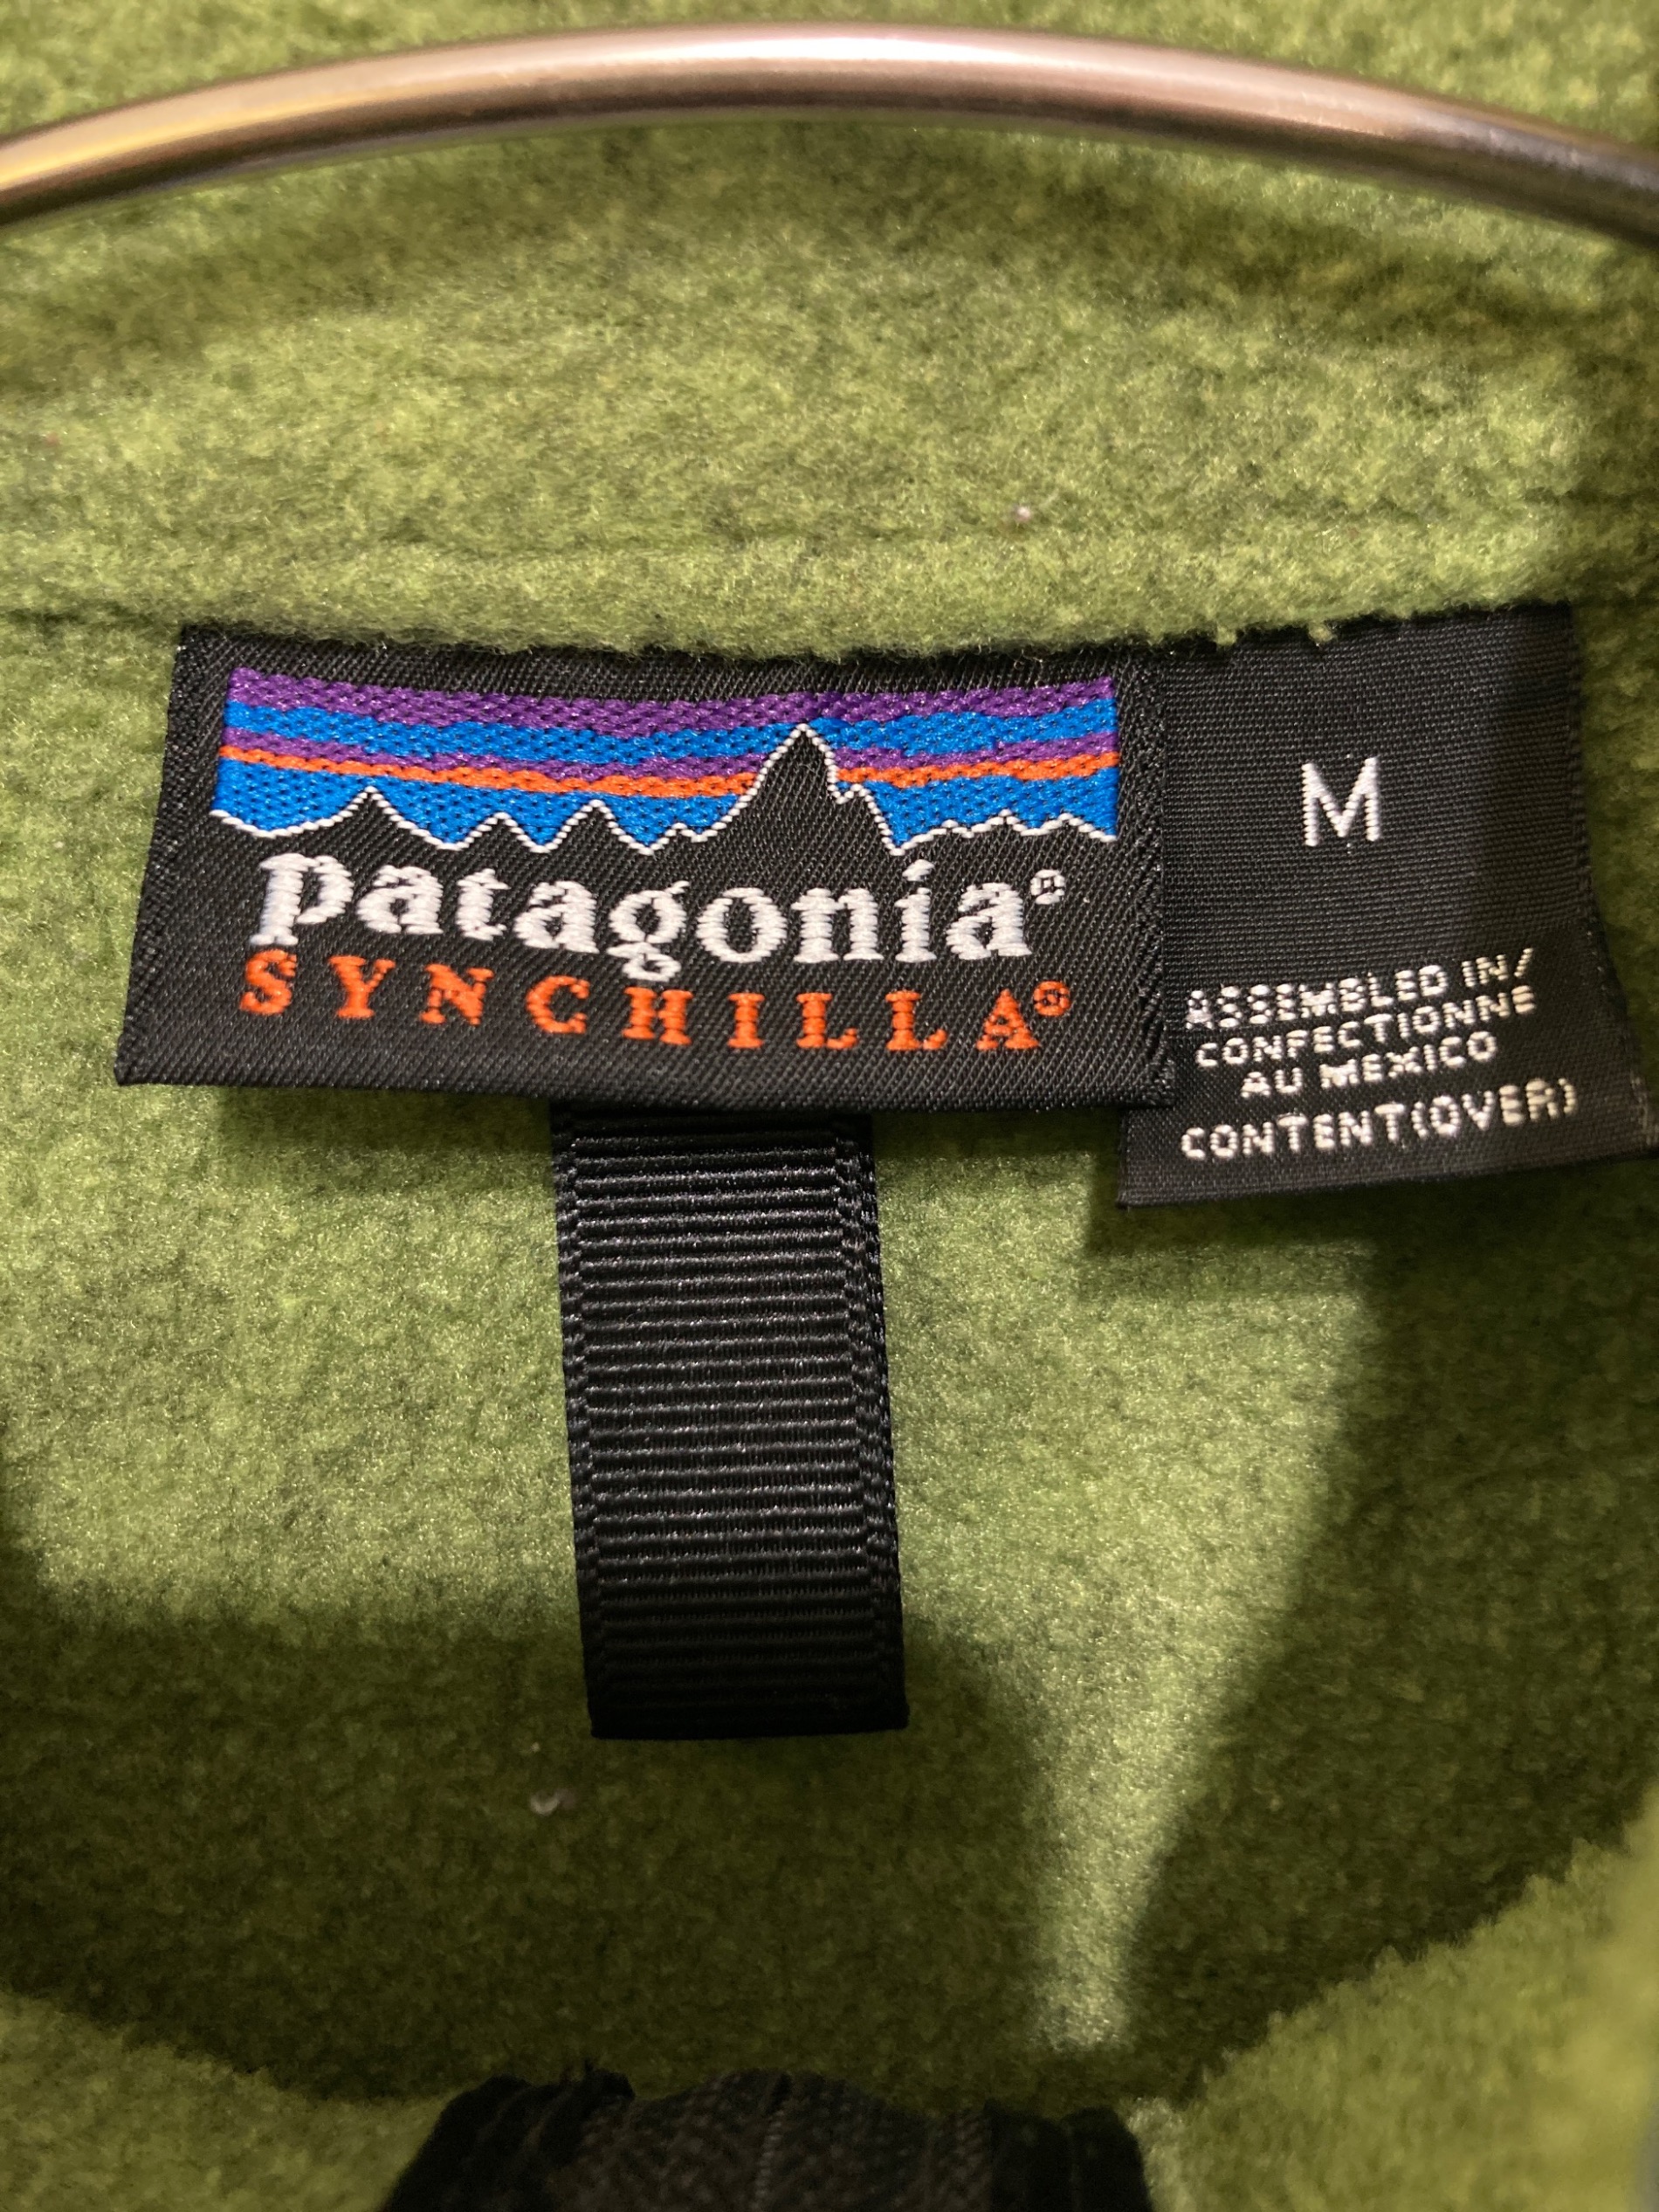 patagonia®
SYNCHILLA®
M
ASSEMBLED IN/
CONFECTIONNE
AU MEXICO
CONTENT(OVER)